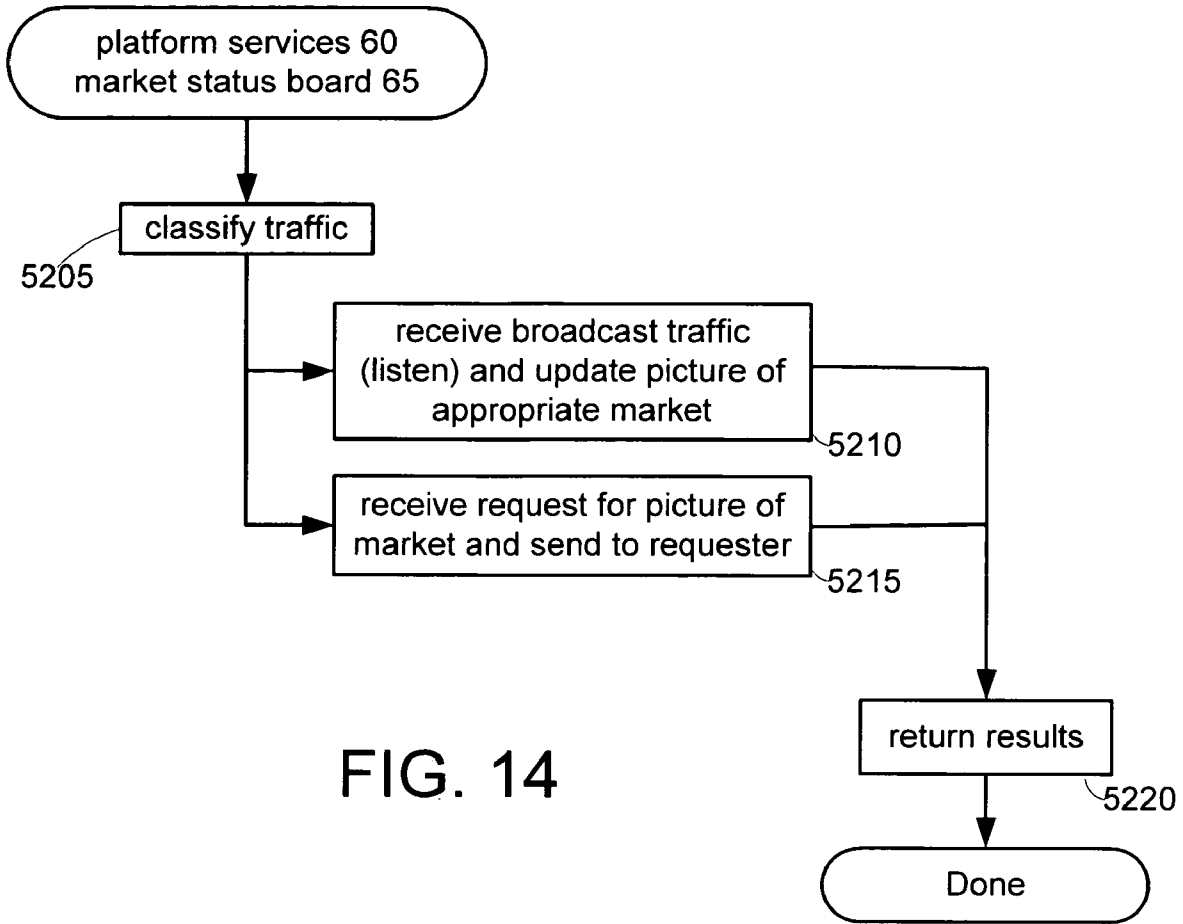 platform services 60
market status board 65
classify traffic
5205
receive broadcast traffic
(listen) and update picture of
appropriate market
5210
receive request for picture of
market and send to requester
5215
return results
5220
Done
FIG. 14